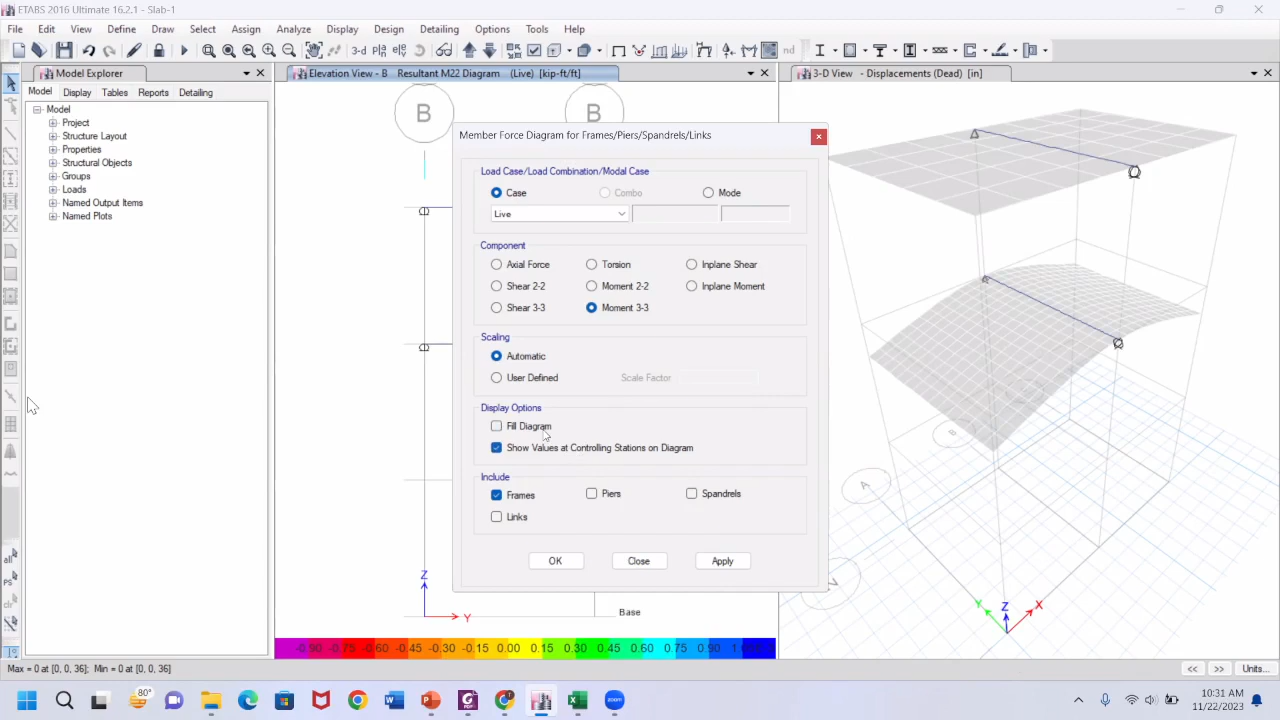 ETABS 2016 Ultimate 16.2.1 - Slab-1
File Edit View Define Draw Select Assign Analyze Display Design Detailing Options Tools Help
3-d
nd
Model Explorer
Elevation View - B Resultant M22 Diagram (Live) [kip-ft/ft]
3-D View - Displacements (Dead) [in]
Model Display Tables Reports Detailing
Model
Project
Structure Layout
Properties
Structural Objects
Groups
Loads
Named Output Items
Named Plots
B
B
Member Force Diagram for Frames/Piers/Spandrels/Links
Load Case/Load Combination/Modal Case
Case Combo Mode
Live
Component
Axial Force Torsion Inplane Shear
Shear 2-2 Moment 2-2 Inplane Moment
Shear 3-3 Moment 3-3
Scaling
Automatic
User Defined Scale Factor
Display Options
Fill Diagram
Show Values at Controlling Stations on Diagram
Include
Frames Piers Spandrels
Links
OK Close Apply
Z
Y
Base
B
A
Y Z X
all
PS
clr
-0.90 -0.75 -0.60 -0.45 -0.30 -0.15 0.00 0.15 0.30 0.45 0.60 0.75 0.90
Max = 0 at [0, 0, 36]; Min = 0 at [0, 0, 36]
<< >> Units...
80°
zoom
10:31 AM
11/22/2023